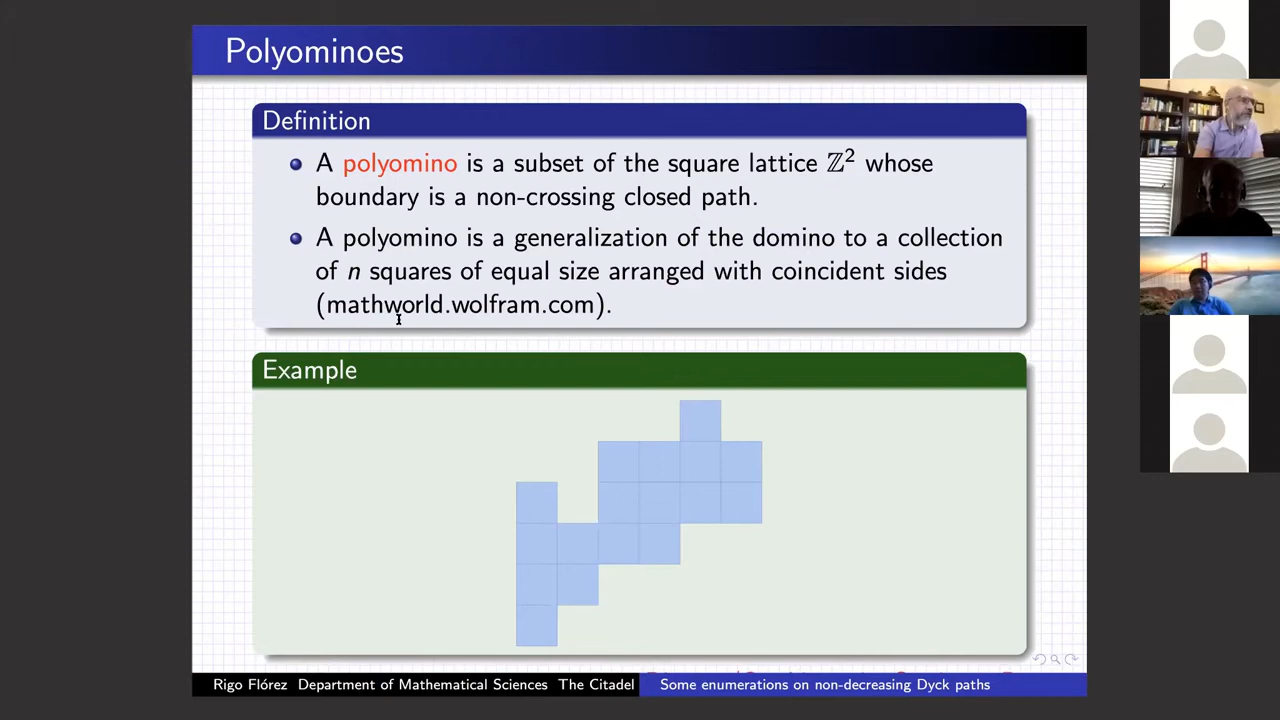 Polyominoes
Definition
A polyomino is a subset of the square lattice ℤ² whose
boundary is a non-crossing closed path.
A polyomino is a generalization of the domino to a collection
of n squares of equal size arranged with coincident sides
(mathworld.wolfram.com).
Example
Rigo Flórez Department of Mathematical Sciences The Citadel
Some enumerations on non-decreasing Dyck paths